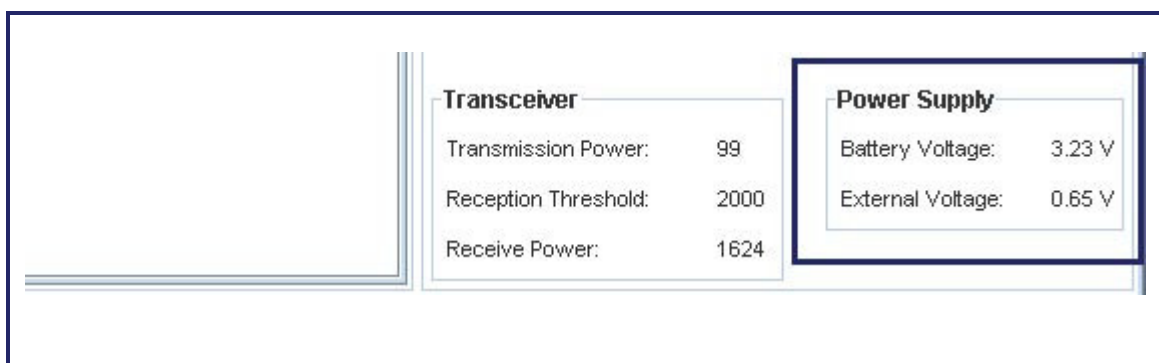 Transceiver
Transmission Power: 99
Reception Threshold: 2000
Receive Power: 1624
Power Supply
Battery Voltage: 3.23 V
External Voltage: 0.65 V